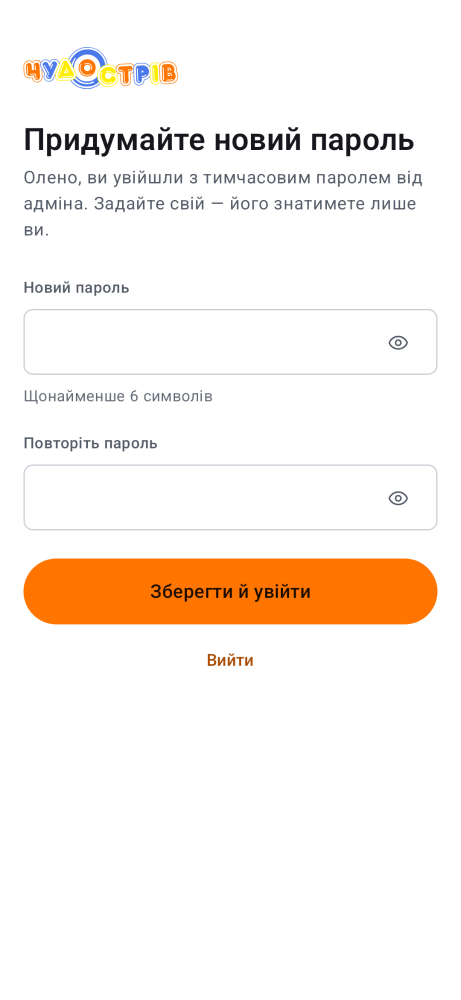 ЧУДОСТРІВ
Придумайте новий пароль
Олено, ви увійшли з тимчасовим паролем від
адміна. Задайте свій — його знатимете лише
ви.
Новий пароль
Щонайменше 6 символів
Повторіть пароль
Зберегти й увійти
Вийти